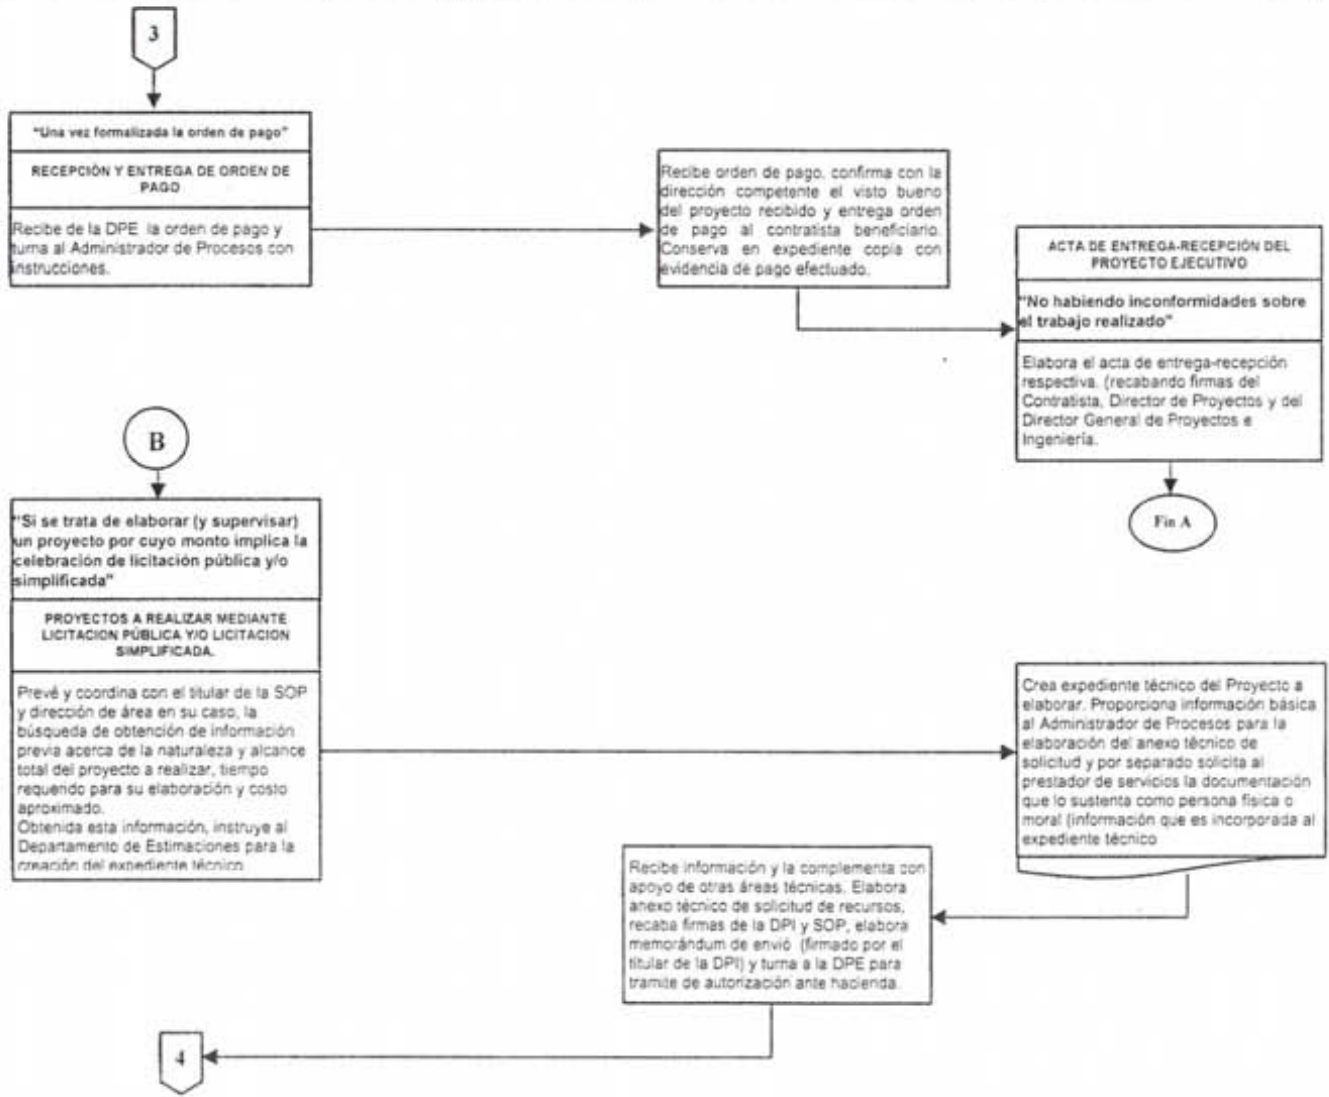 3
"Una vez formalizada la orden de pago"
RECEPCIÓN Y ENTREGA DE ORDEN DE
PAGO
Recibe de la DPE la orden de pago y
turna al Administrador de Procesos con
instrucciones.
Recibe orden de pago, confirma con la
dirección competente el visto bueno
del proyecto recibido y entrega orden
de pago al contratista beneficiario.
Conserva en expediente copia con
evidencia de pago efectuado.
ACTA DE ENTREGA-RECEPCIÓN DEL
PROYECTO EJECUTIVO
"No habiendo inconformidades sobre
el trabajo realizado"
Elabora el acta de entrega-recepción
respectiva. (recabando firmas del
Contratista, Director de Proyectos y del
Director General de Proyectos e
Ingeniería.
Fin A
B
"Si se trata de elaborar (y supervisar)
un proyecto por cuyo monto implica la
celebración de licitación pública y/o
simplificada"
PROYECTOS A REALIZAR MEDIANTE
LICITACION PÚBLICA Y/O LICITACION
SIMPLIFICADA.
Prevé y coordina con el titular de la SOP
y dirección de área en su caso, la
búsqueda de obtención de información
previa acerca de la naturaleza y alcance
total del proyecto a realizar, tiempo
requerido para su elaboración y costo
aproximado.
Obtenida esta información, instruye al
Departamento de Estimaciones para la
creación del expediente técnico
Crea expediente técnico del Proyecto a
elaborar. Proporciona información básica
al Administrador de Procesos para la
elaboración del anexo técnico de
solicitud y por separado solicita al
prestador de servicios la documentación
que lo sustenta como persona física o
moral (información que es incorporada al
expediente técnico
Recibe información y la complementa con
apoyo de otras áreas técnicas. Elabora
anexo técnico de solicitud de recursos,
recaba firmas de la DPI y SOP, elabora
memorándum de envió (firmado por el
titular de la DPI) y turna a la DPE para
tramite de autorización ante hacienda.
4